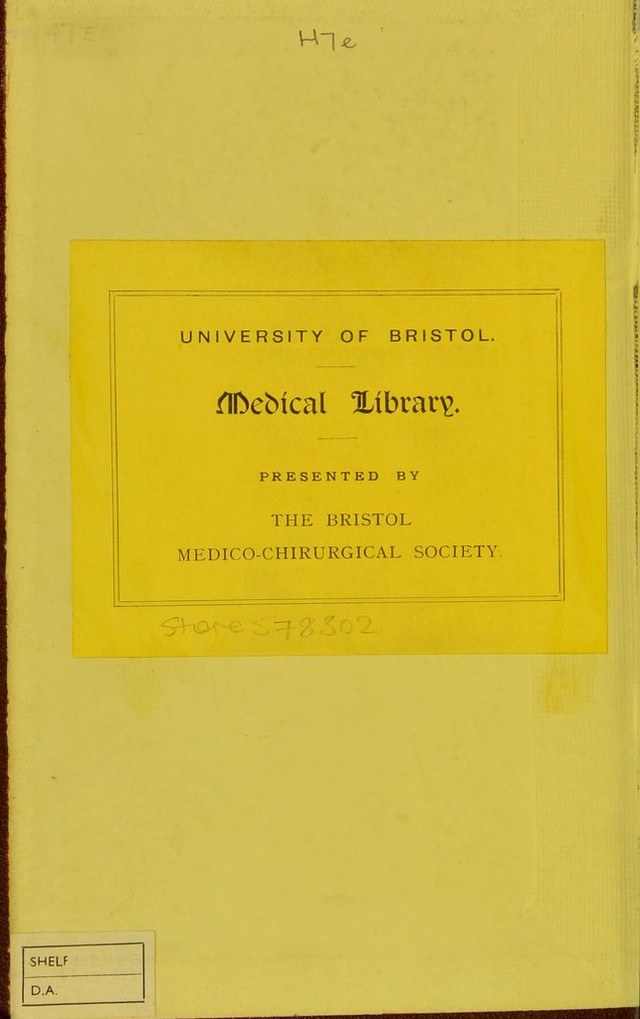 H7e
UNIVERSITY OF BRISTOL.
Medical Library.
PRESENTED BY
THE BRISTOL
MEDICO-CHIRURGICAL SOCIETY.
Store 578302
SHELF
D.A.